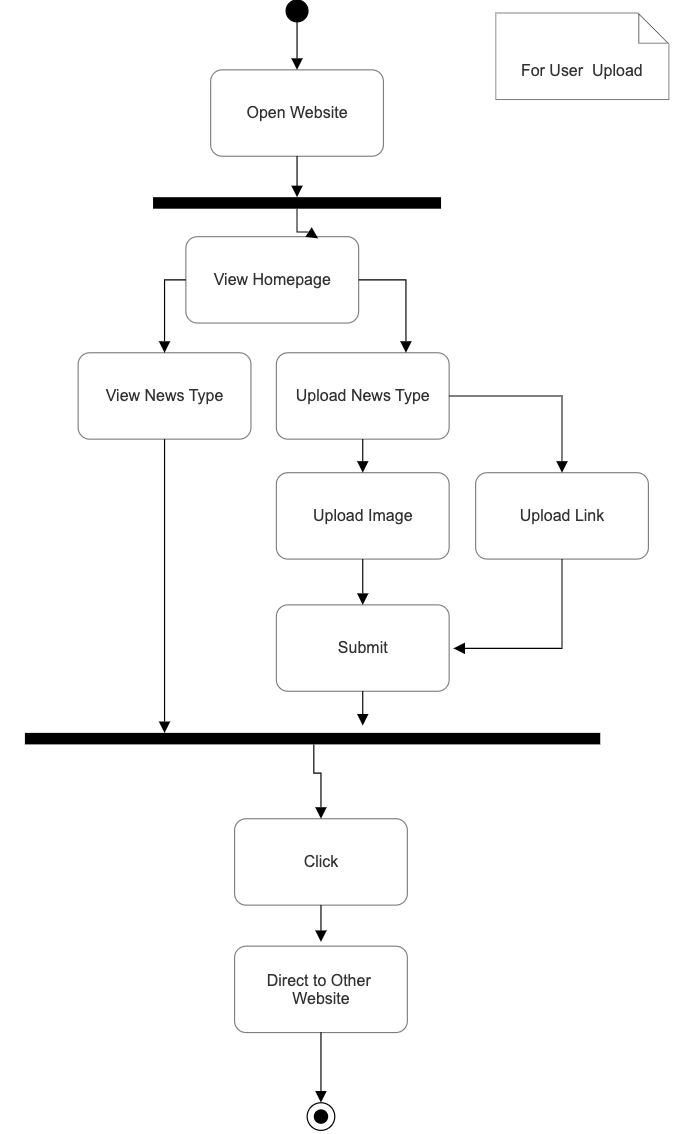 For User  Upload
Open Website
View Homepage
View News Type
Upload News Type
Upload Image
Upload Link
Submit
Click
Direct to Other
Website